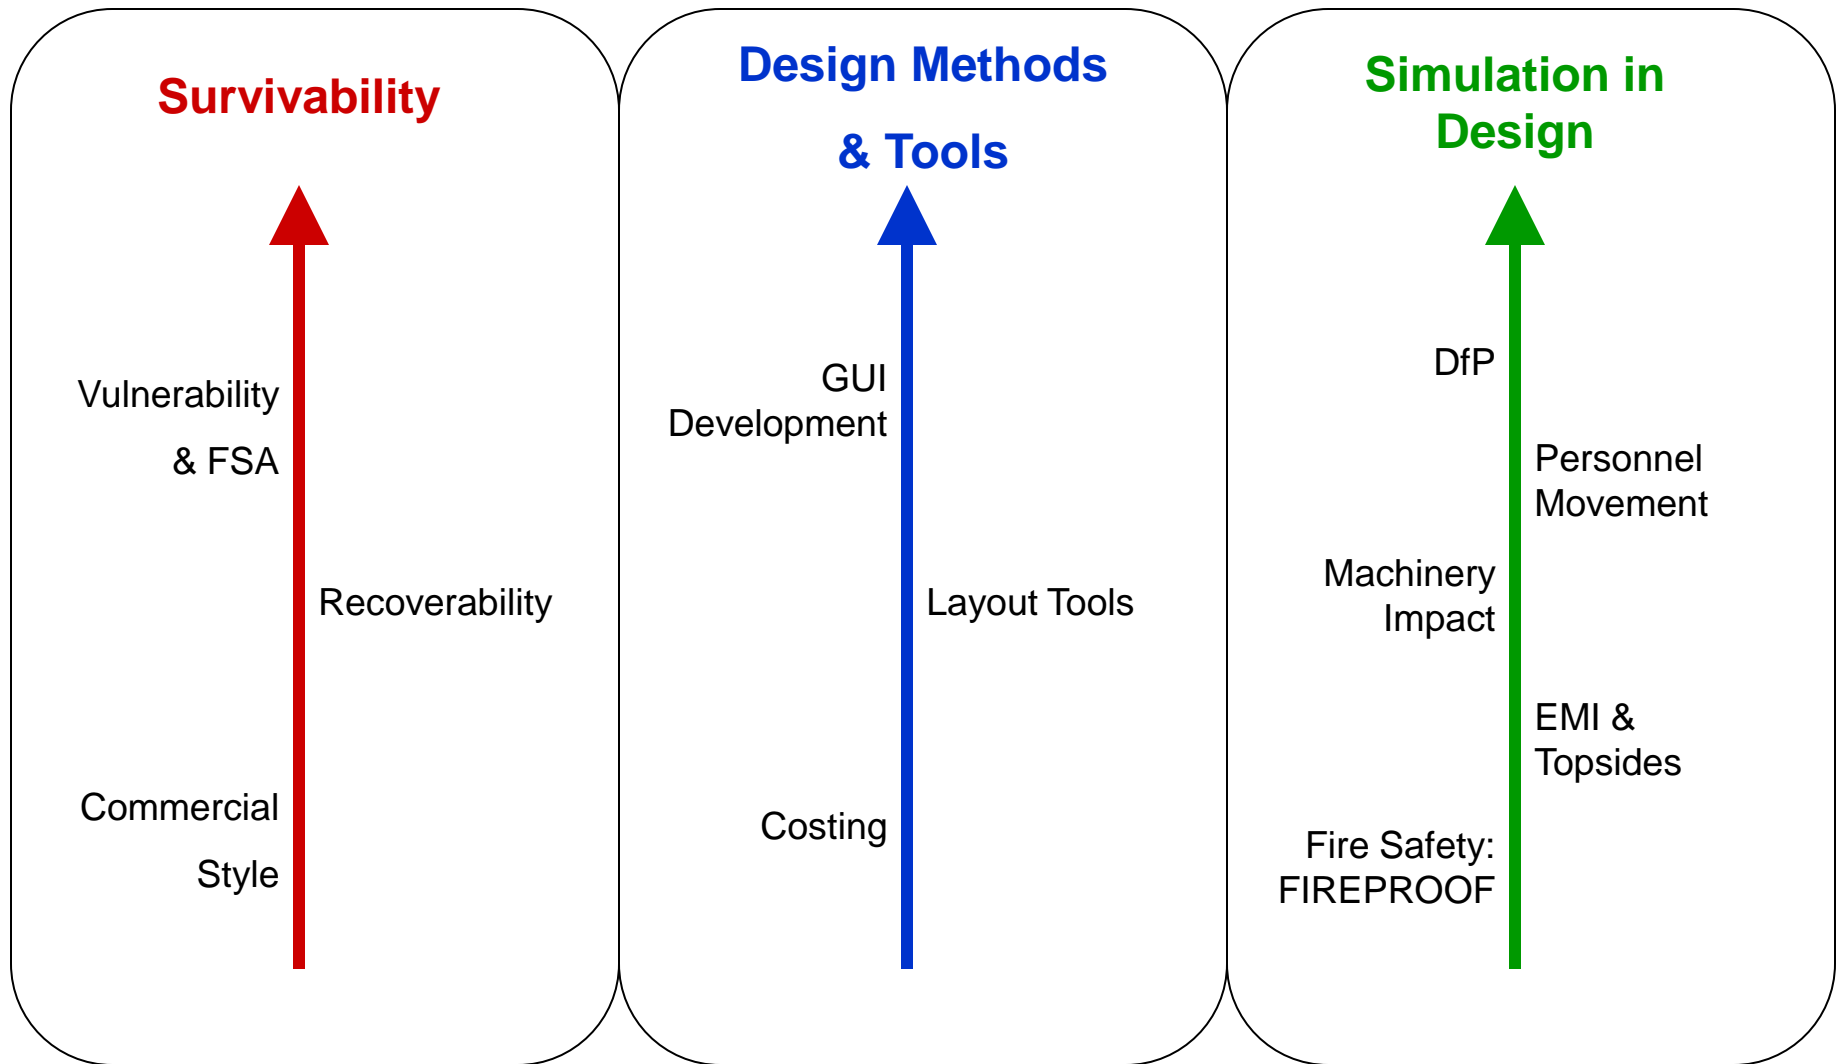 Survivability
Vulnerability
& FSA
Recoverability
Commercial
Style
Design Methods
& Tools
GUI
Development
Layout Tools
Costing
Simulation in
Design
DfP
Personnel
Movement
Machinery
Impact
EMI &
Topsides
Fire Safety:
FIREPROOF